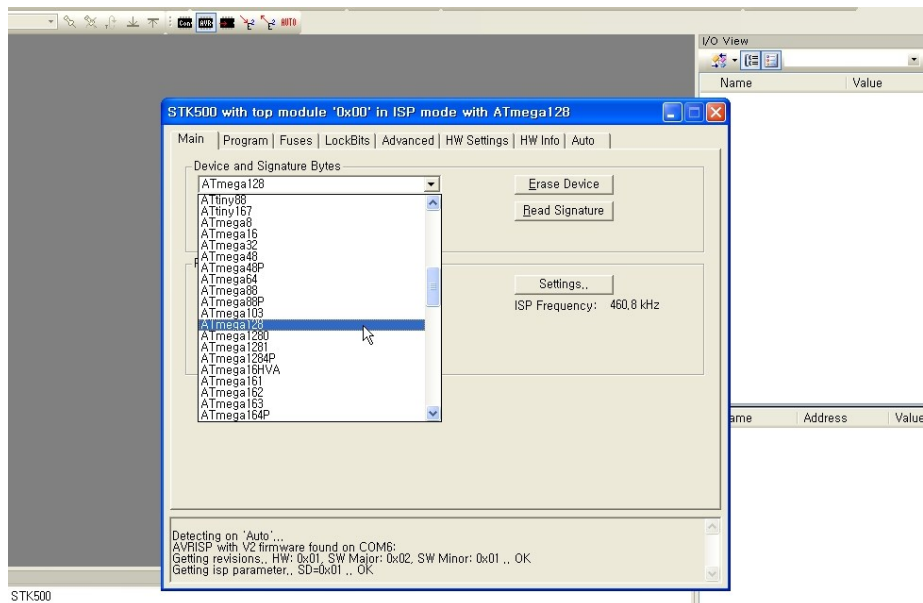 Con AVR AUTO
I/O View
Name Value
STK500 with top module '0x00' in ISP mode with ATmega128
Main Program Fuses LockBits Advanced HW Settings HW Info Auto
Device and Signature Bytes
ATmega128
Erase Device
Read Signature
ATtiny88
ATtiny167
ATmega8
ATmega16
ATmega32
ATmega48
ATmega48P
ATmega64
ATmega88
ATmega88P
ATmega103
ATmega128
ATmega1280
ATmega1281
ATmega1284P
ATmega16HVA
ATmega161
ATmega162
ATmega163
ATmega164P
Settings..
ISP Frequency: 460.8 kHz
ame Address Value
Detecting on 'Auto'...
AVRISP with V2 firmware found on COM6:
Getting revisions.. HW: 0x01, SW Major: 0x02, SW Minor: 0x01 .. OK
Getting isp parameter.. SD=0x01 .. OK
STK500